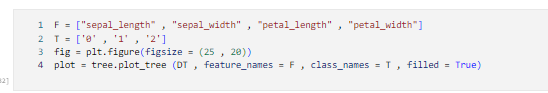 1 F = ["sepal_length" , "sepal_width" , "petal_length" , "petal_width"]
2 T = ['0' , '1' , '2']
3 fig = plt.figure(figsize = (25 , 20))
4 plot = tree.plot_tree (DT , feature_names = F , class_names = T , filled = True)